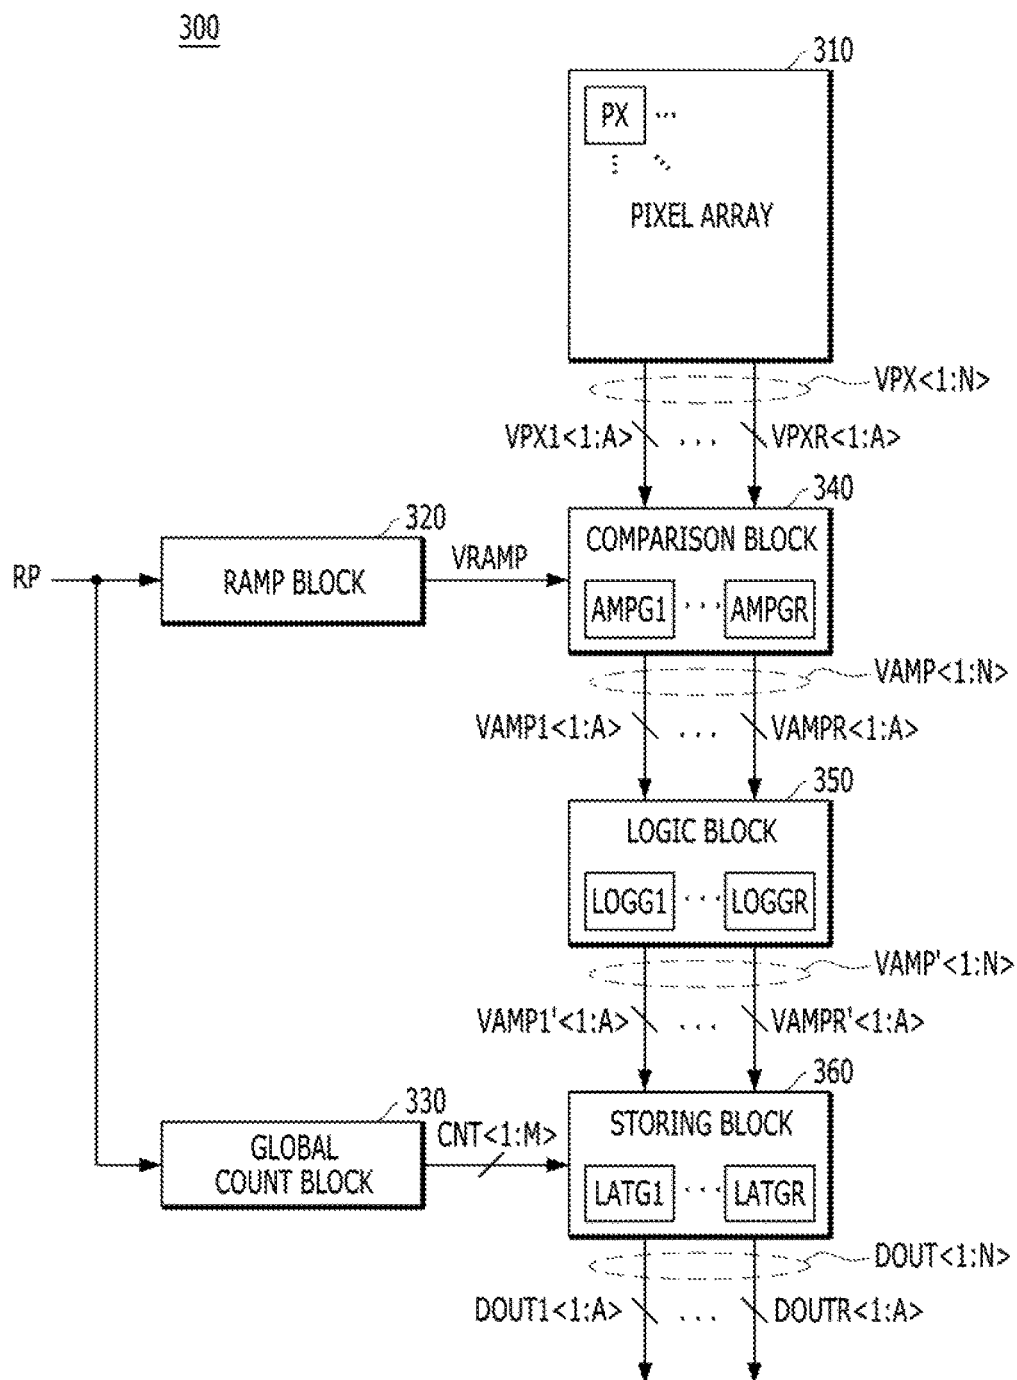 300
310
PX ...
PIXEL ARRAY
VPX<1:N>
VPX1<1:A> ... VPXR<1:A>
340
320
COMPARISON BLOCK
RP
RAMP BLOCK
VRAMP
AMPG1 ... AMPGR
VAMP<1:N>
VAMP1<1:A> ... VAMPR<1:A>
350
LOGIC BLOCK
LOGG1 ... LOGGR
VAMP'<1:N>
VAMP1'<1:A> ... VAMPR'<1:A>
360
330
CNT<1:M>
STORING BLOCK
GLOBAL
COUNT BLOCK
LATG1 ... LATGR
DOUT<1:N>
DOUT1<1:A> ... DOUTR<1:A>